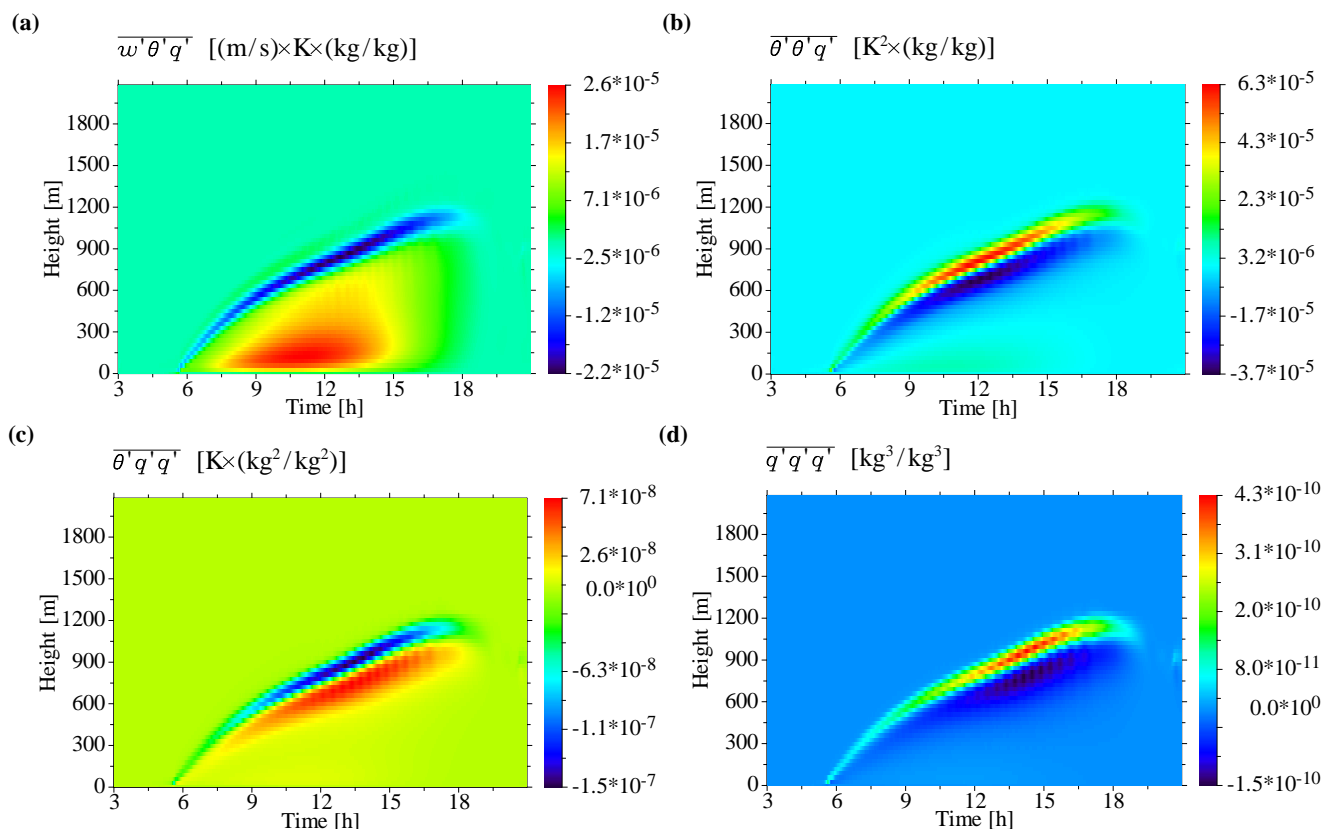 (a)
w'θ'q' [(m/s)×K×(kg/kg)]
2.6*10-5
1.7*10-5
7.1*10-6
-2.5*10-6
-1.2*10-5
-2.2*10-5
Height [m]
1800
1500
1200
900
600
300
0
3 6 9 12 15 18
Time [h]
(b)
θ'θ'q' [K2×(kg/kg)]
6.3*10-5
4.3*10-5
2.3*10-5
3.2*10-6
-1.7*10-5
-3.7*10-5
Height [m]
1800
1500
1200
900
600
300
0
3 6 9 12 15 18
Time [h]
(c)
θ'q'q' [K×(kg2/kg2)]
7.1*10-8
2.6*10-8
0.0*100
-6.3*10-8
-1.1*10-7
-1.5*10-7
Height [m]
1800
1500
1200
900
600
300
0
3 6 9 12 15 18
Time [h]
(d)
q'q'q' [kg3/kg3]
4.3*10-10
3.1*10-10
2.0*10-10
8.0*10-11
0.0*100
-1.5*10-10
Height [m]
1800
1500
1200
900
600
300
0
3 6 9 12 15 18
Time [h]